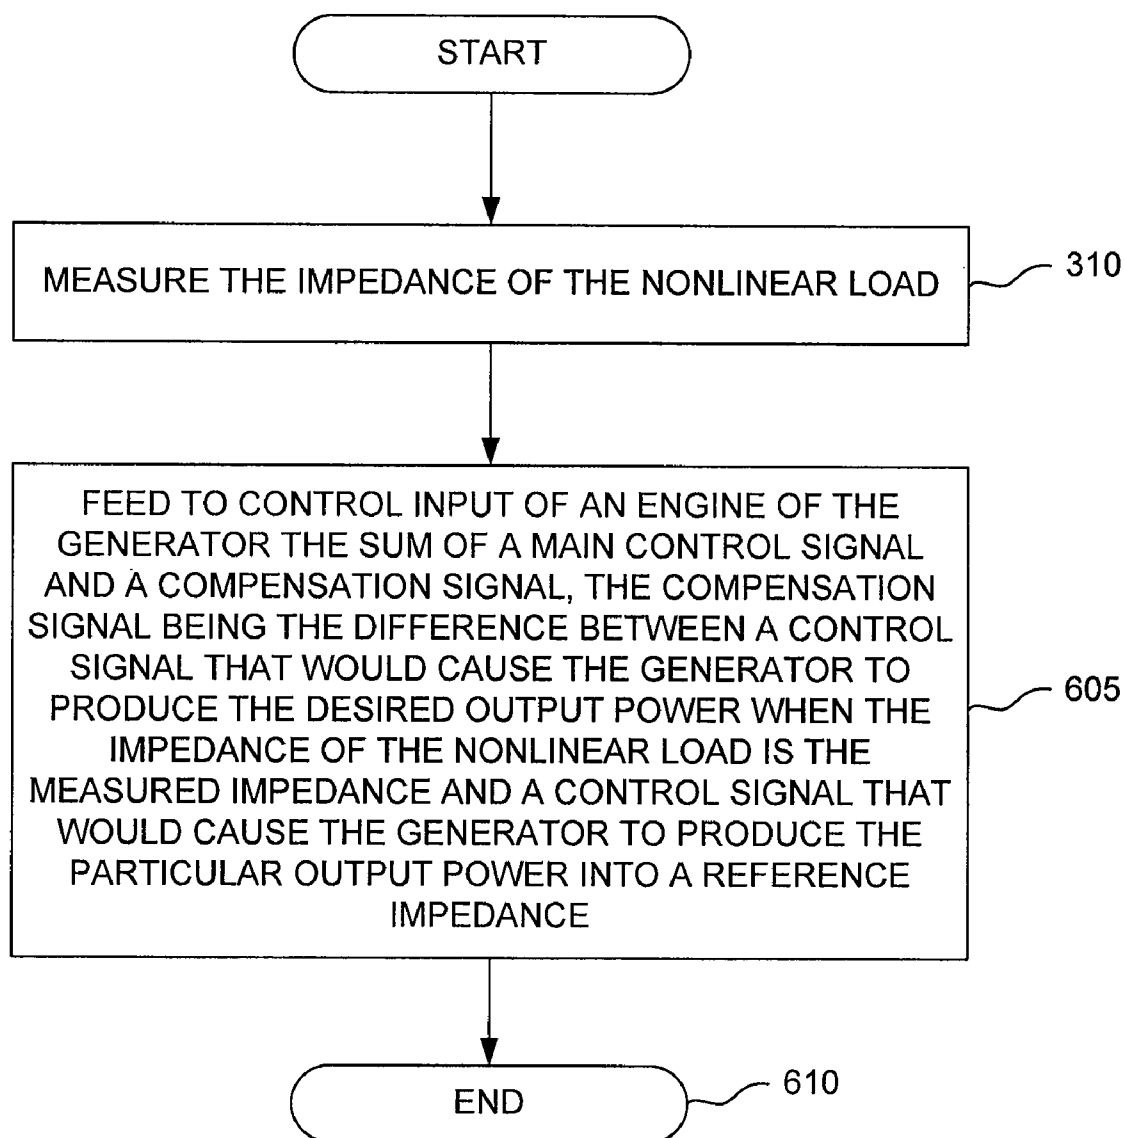 START
MEASURE THE IMPEDANCE OF THE NONLINEAR LOAD
310
FEED TO CONTROL INPUT OF AN ENGINE OF THE
GENERATOR THE SUM OF A MAIN CONTROL SIGNAL
AND A COMPENSATION SIGNAL, THE COMPENSATION
SIGNAL BEING THE DIFFERENCE BETWEEN A CONTROL
SIGNAL THAT WOULD CAUSE THE GENERATOR TO
PRODUCE THE DESIRED OUTPUT POWER WHEN THE
IMPEDANCE OF THE NONLINEAR LOAD IS THE
MEASURED IMPEDANCE AND A CONTROL SIGNAL THAT
WOULD CAUSE THE GENERATOR TO PRODUCE THE
PARTICULAR OUTPUT POWER INTO A REFERENCE
IMPEDANCE
605
END
610